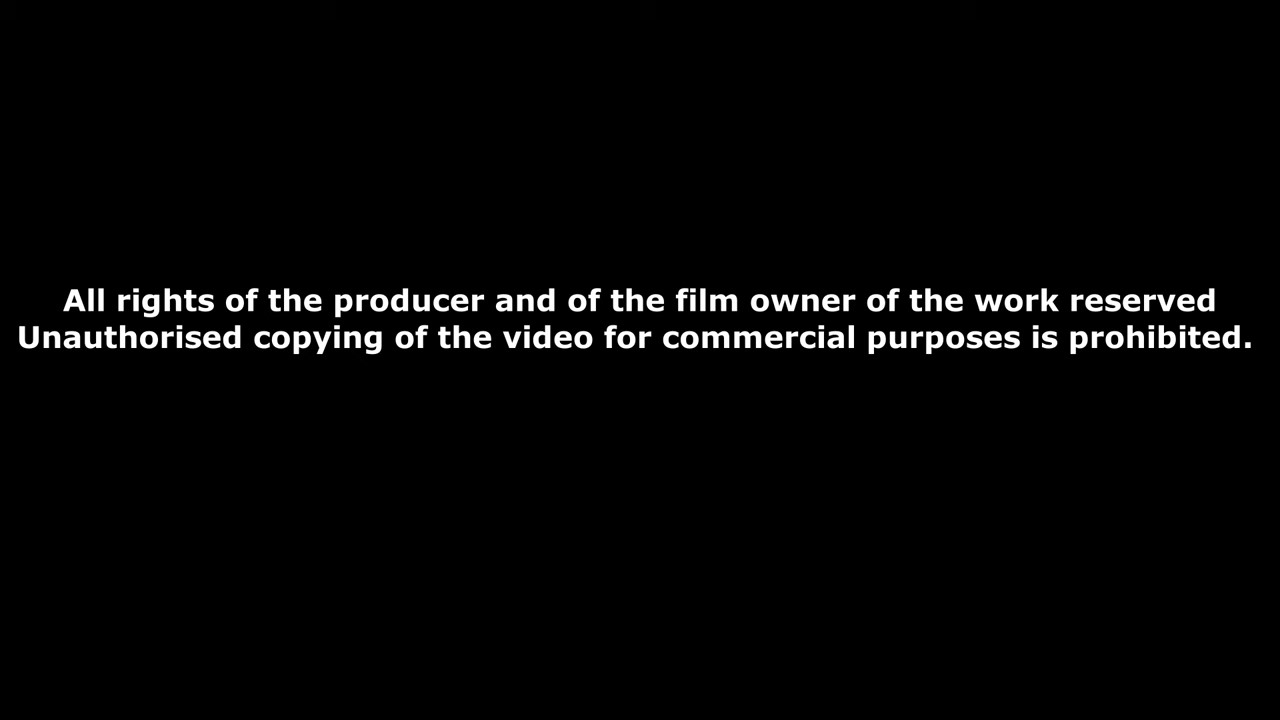 All rights of the producer and of the film owner of the work reserved
Unauthorised copying of the video for commercial purposes is prohibited.